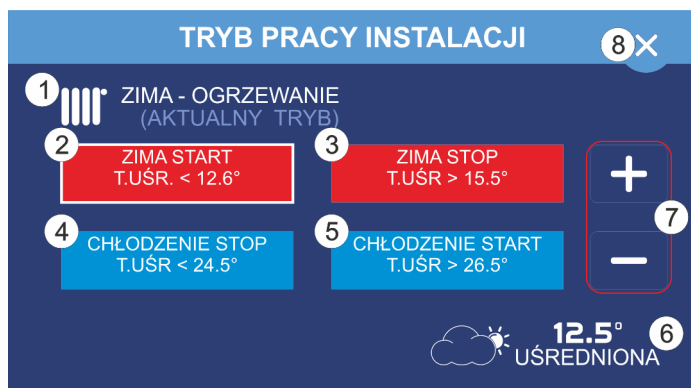 TRYB PRACY INSTALACJI
8
1
ZIMA - OGRZEWANIE
(AKTUALNY TRYB)
2
ZIMA START
T.UŚR. < 12.6°
3
ZIMA STOP
T.UŚR > 15.5°
4
CHŁODZENIE STOP
T.UŚR < 24.5°
5
CHŁODZENIE START
T.UŚR > 26.5°
+
7
−
12.5°
6
UŚREDNIONA